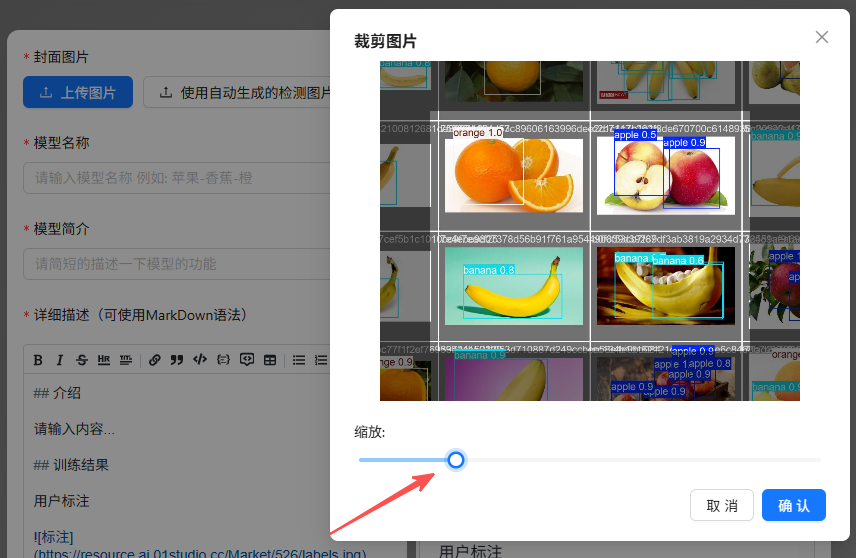 * 封面图片
上传图片
使用自动生成的检测图片
* 模型名称
请输入模型名称 例如: 苹果-香蕉-橙
* 模型简介
请简短的描述一下模型的功能
* 详细描述（可使用MarkDown语法）
B I S HR
## 介绍
请输入内容...
## 训练结果
用户标注
![标注]
(https://resource.ai.01studio.cc/Market/526/labels.jpg)
裁剪图片
banana 0.9
orange 1.0
apple 0.5
apple 0.9
banana 0.8
banana
banana 0.6
apple
banana 0.9
apple 0.9
apple 0.8
apple 0.9
apple 0.9
apple 0.9
orange
banana 0
缩放:
取 消
确 认
用户标注